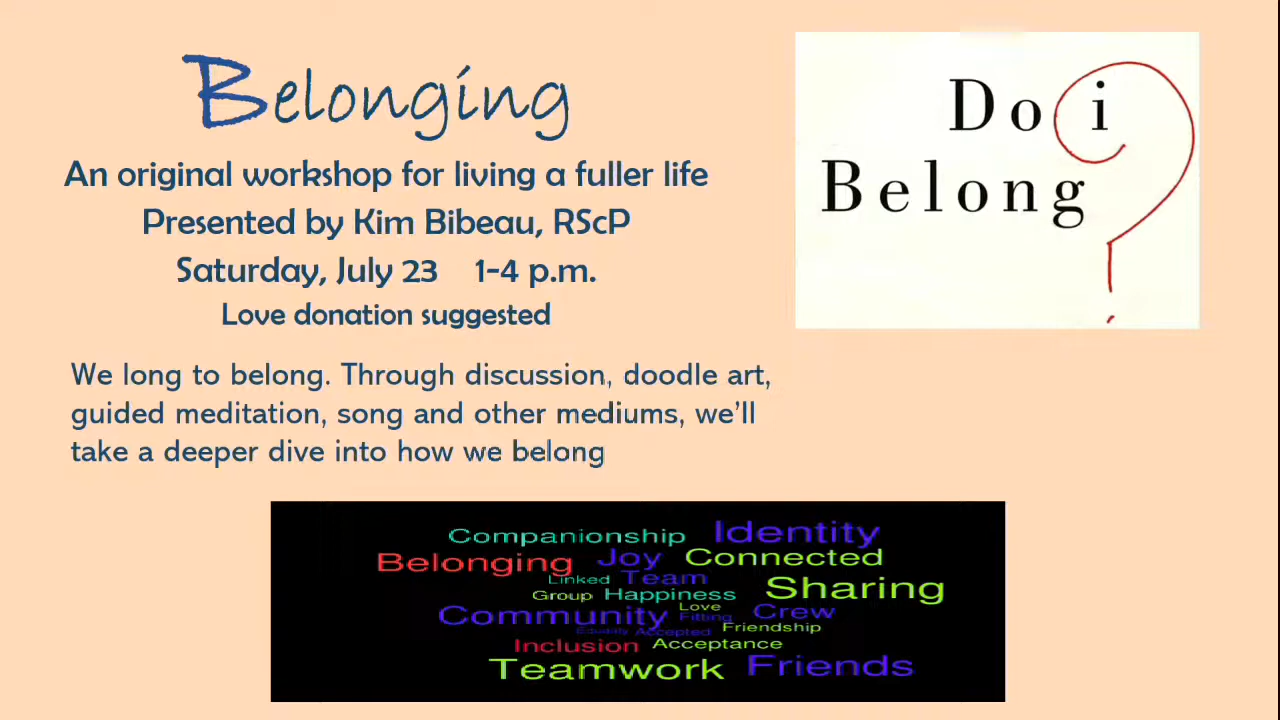 Belonging
An original workshop for living a fuller life
Presented by Kim Bibeau, RScP
Saturday, July 23 1-4 p.m.
Love donation suggested
We long to belong. Through discussion, doodle art,
guided meditation, song and other mediums, we'll
take a deeper dive into how we belong
Do i
Belong?
Companionship Identity
Belonging Joy Connected
Linked Team
Sharing
Group Happiness
Love
Community Fitting Crew
Equality Accepted Friendship
Inclusion Acceptance
Teamwork Friends